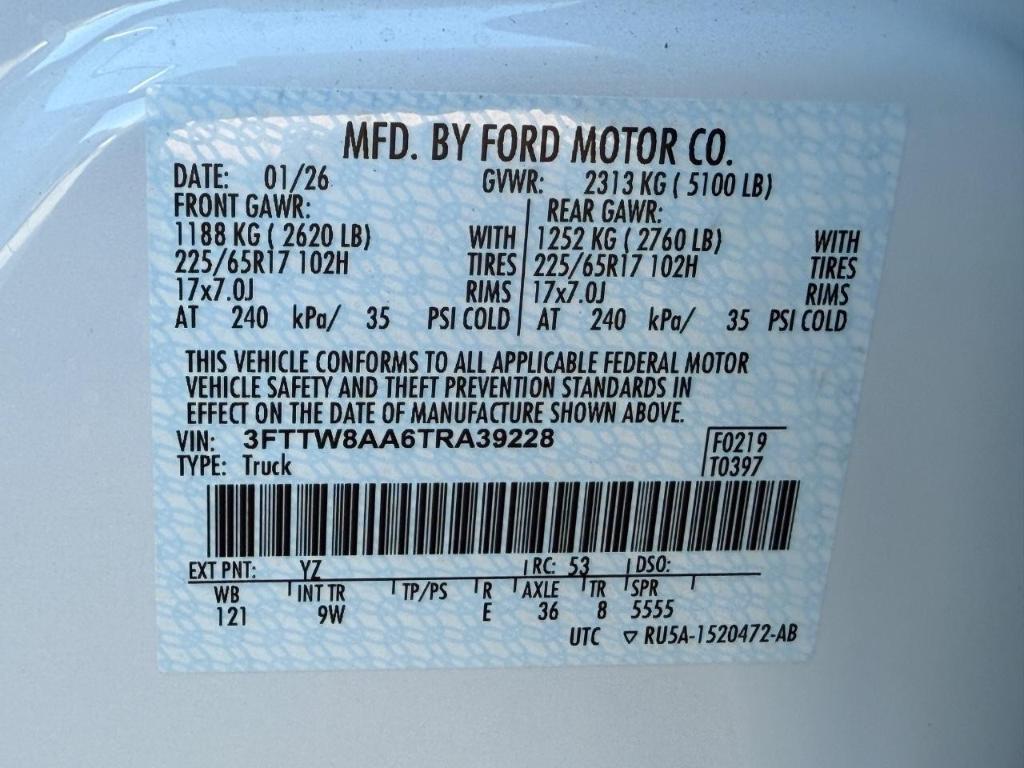 MFD. BY FORD MOTOR CO.
DATE: 01/26 GVWR: 2313 KG ( 5100 LB)
FRONT GAWR: REAR GAWR:
1188 KG ( 2620 LB) WITH 1252 KG ( 2760 LB) WITH
225/65R17 102H TIRES 225/65R17 102H TIRES
17x7.0J RIMS 17x7.0J RIMS
AT 240 kPa/ 35 PSI COLD AT 240 kPa/ 35 PSI COLD
THIS VEHICLE CONFORMS TO ALL APPLICABLE FEDERAL MOTOR
VEHICLE SAFETY AND THEFT PREVENTION STANDARDS IN
EFFECT ON THE DATE OF MANUFACTURE SHOWN ABOVE.
VIN: 3FTTW8AA6TRA39228 F0219
TYPE: Truck T0397
EXT PNT: YZ RC: 53 DSO:
WB INT TR TP/PS R AXLE TR SPR
121 9W E 36 8 5555
UTC ▽ RU5A-1520472-AB